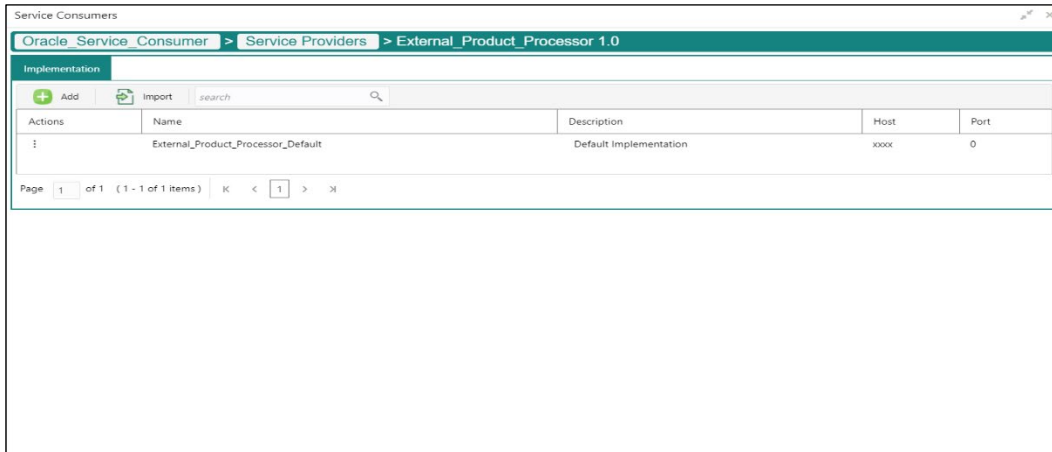 Service Consumers
Oracle_Service_Consumer > Service Providers > External_Product_Processor 1.0
Implementation
Add Import search
Actions Name Description Host Port
External_Product_Processor_Default Default Implementation xxxx 0
Page 1 of 1 (1 - 1 of 1 items) K < 1 > >|